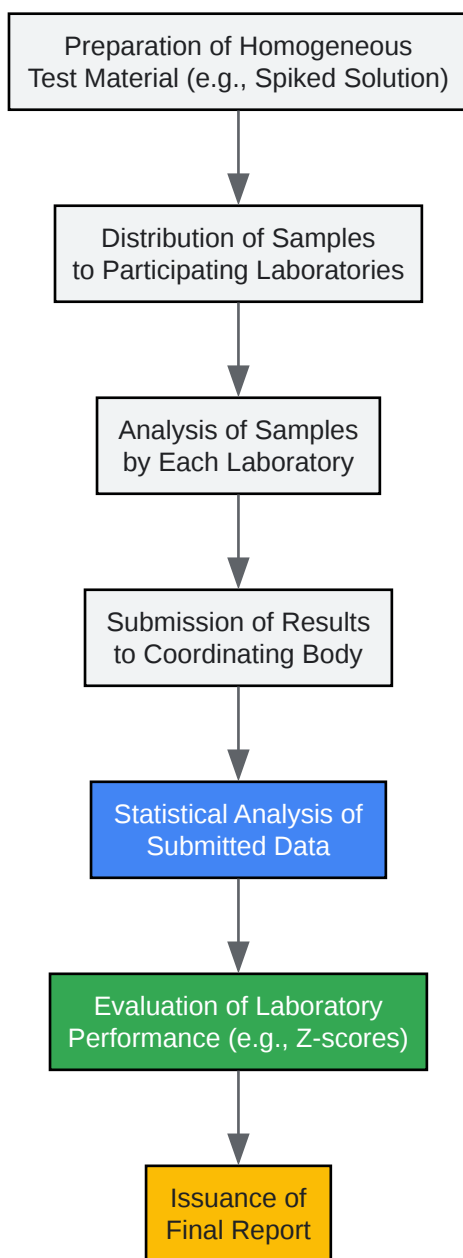 Preparation of Homogeneous
Test Material (e.g., Spiked Solution)
Distribution of Samples
to Participating Laboratories
Analysis of Samples
by Each Laboratory
Submission of Results
to Coordinating Body
Statistical Analysis of
Submitted Data
Evaluation of Laboratory
Performance (e.g., Z-scores)
Issuance of
Final Report